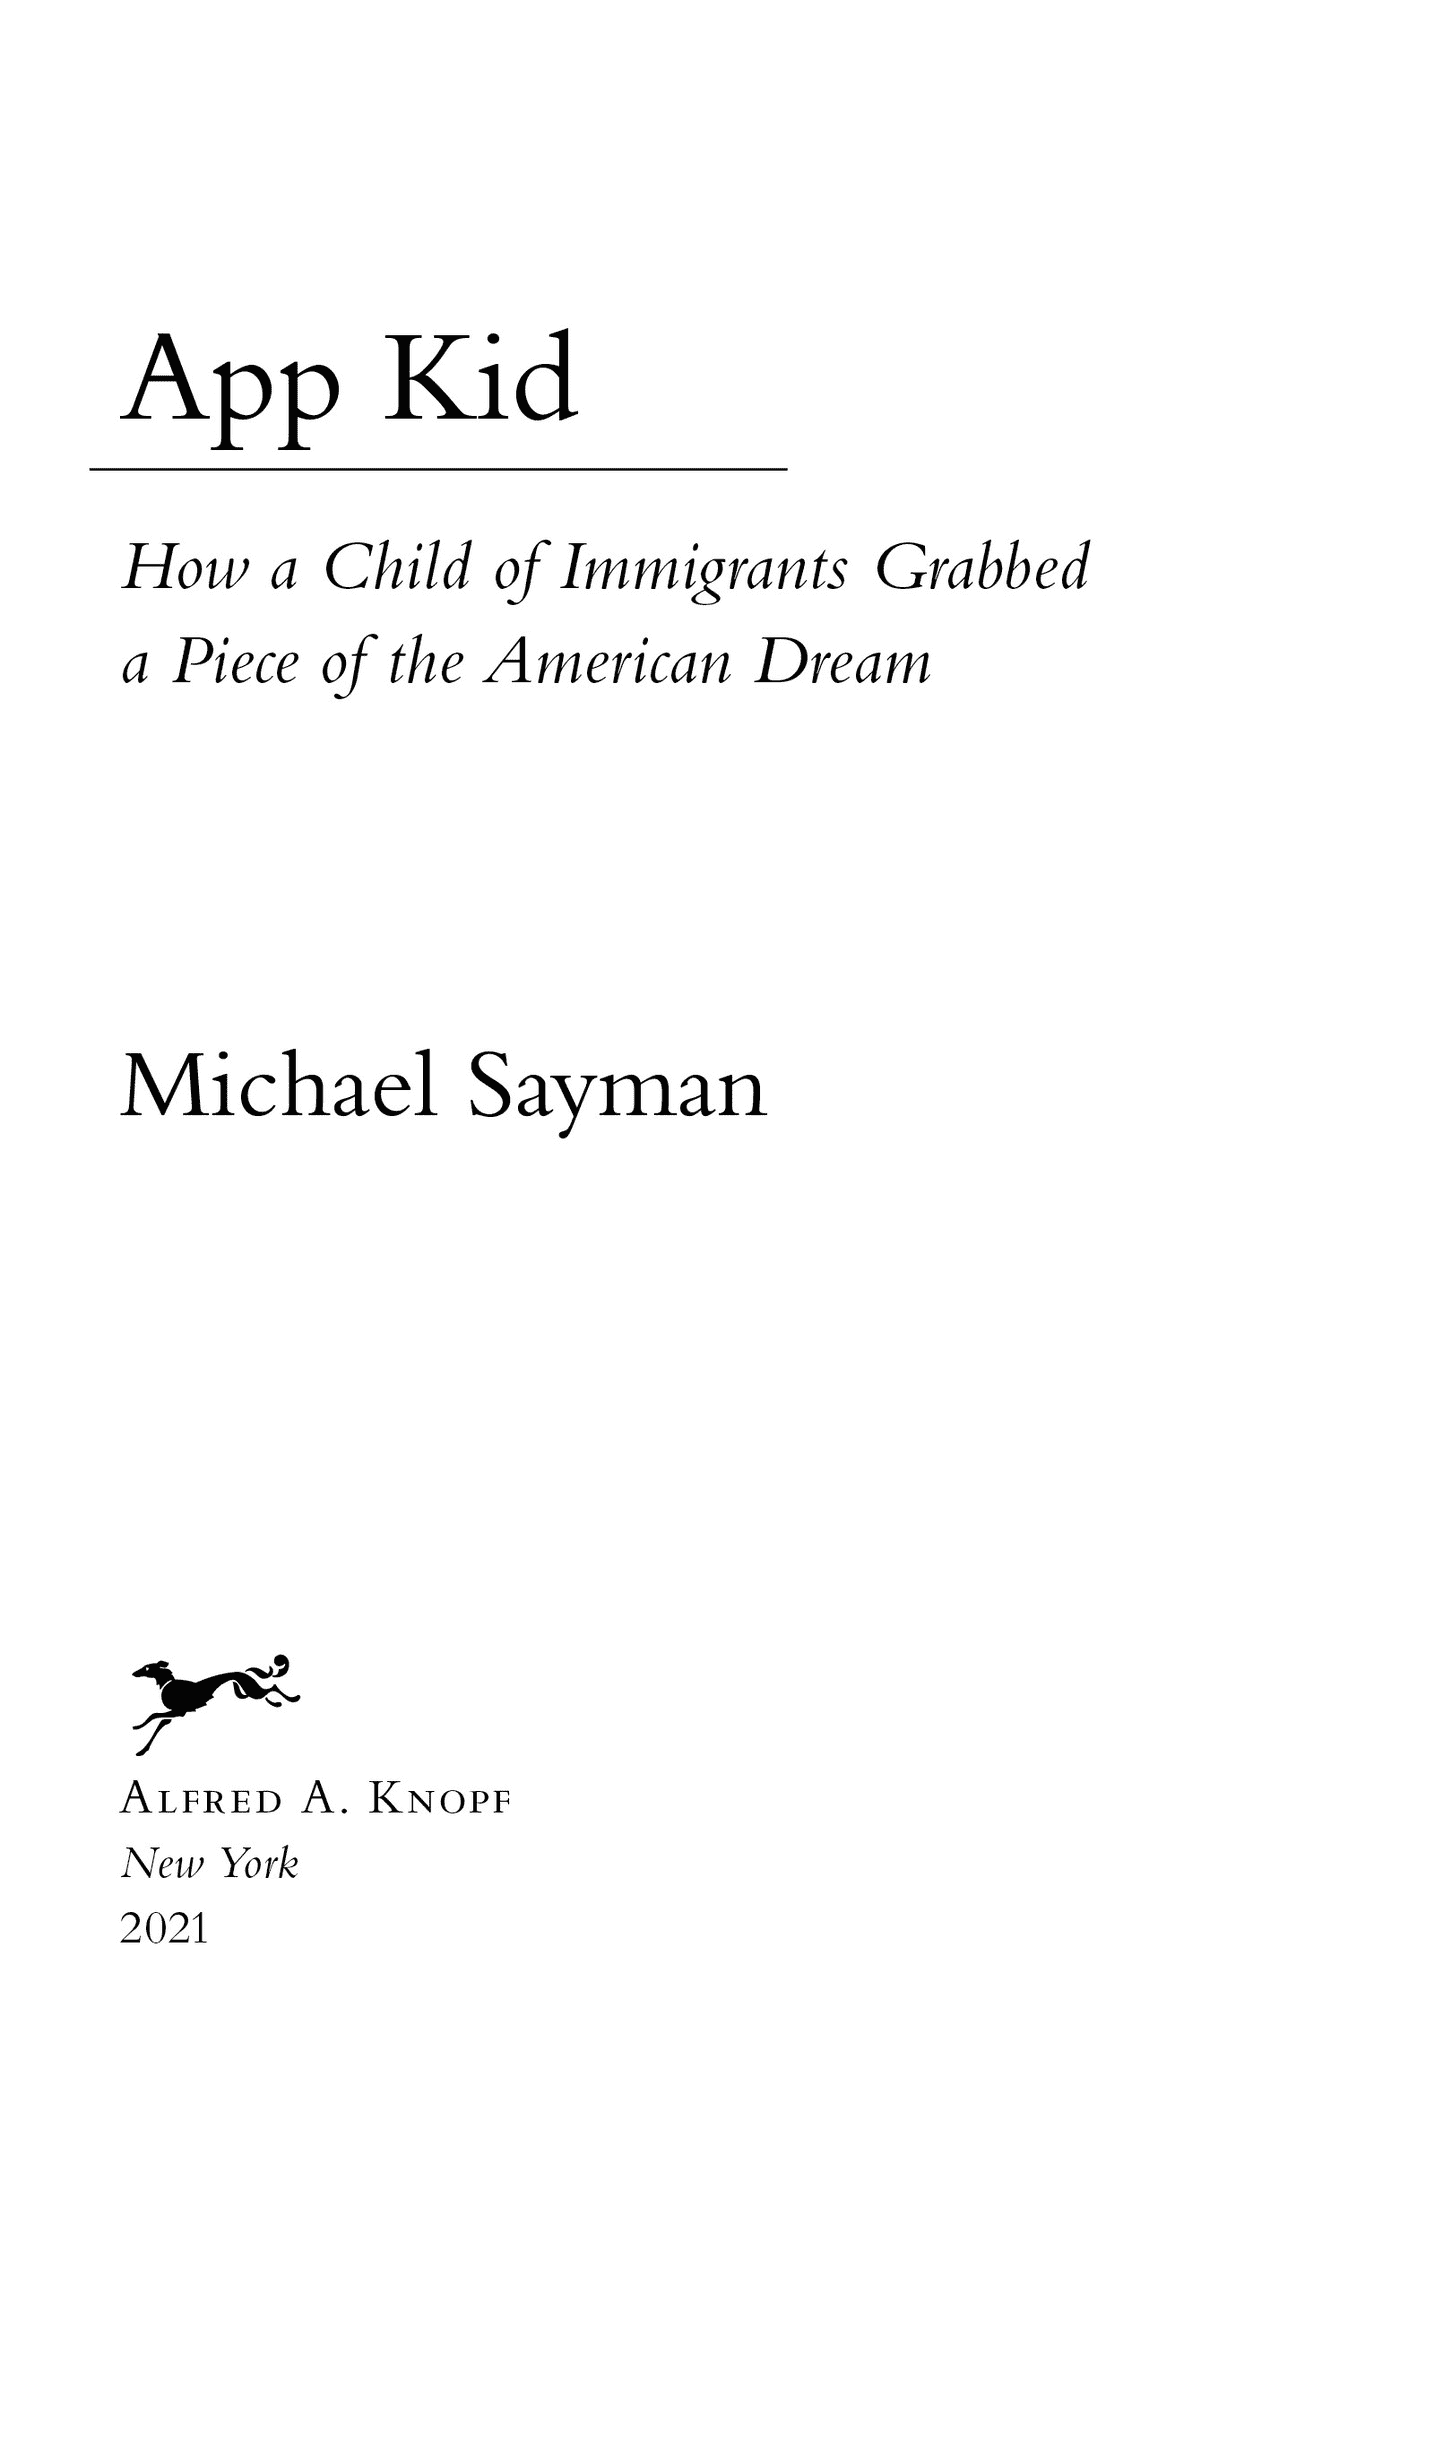 App Kid
How a Child of Immigrants Grabbed
a Piece of the American Dream
Michael Sayman
Alfred A. Knopf
New York
2021